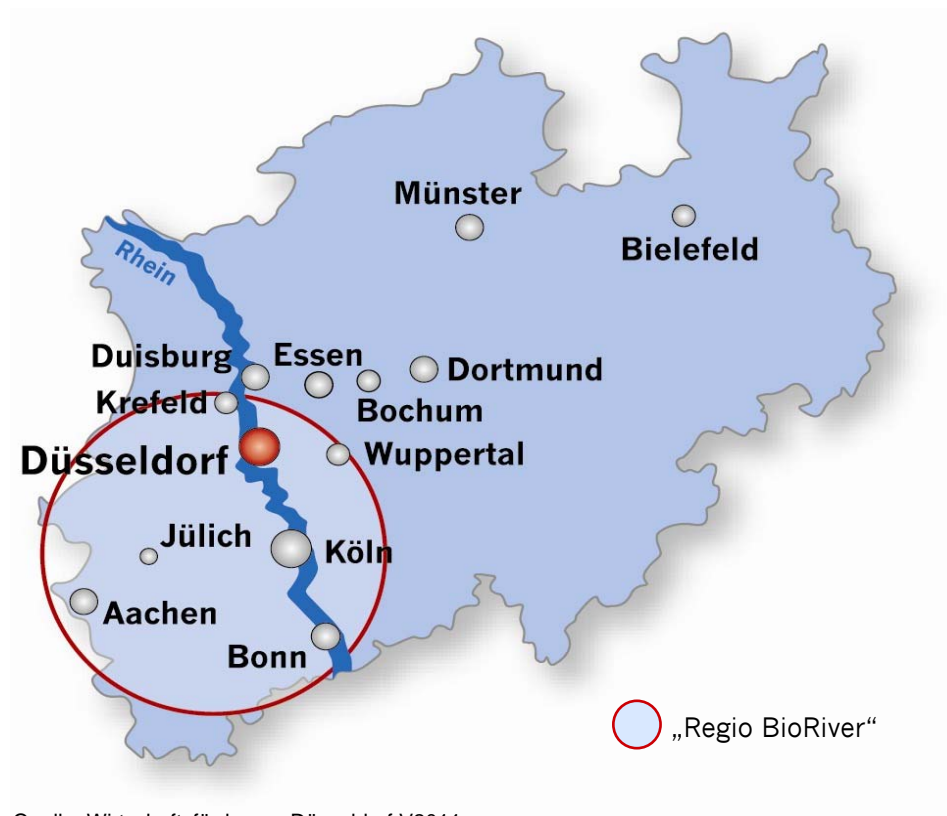 Münster
Bielefeld
Rhein
Duisburg
Essen
Dortmund
Krefeld
Bochum
Düsseldorf
Wuppertal
Jülich
Köln
Aachen
Bonn
„Regio BioRiver“